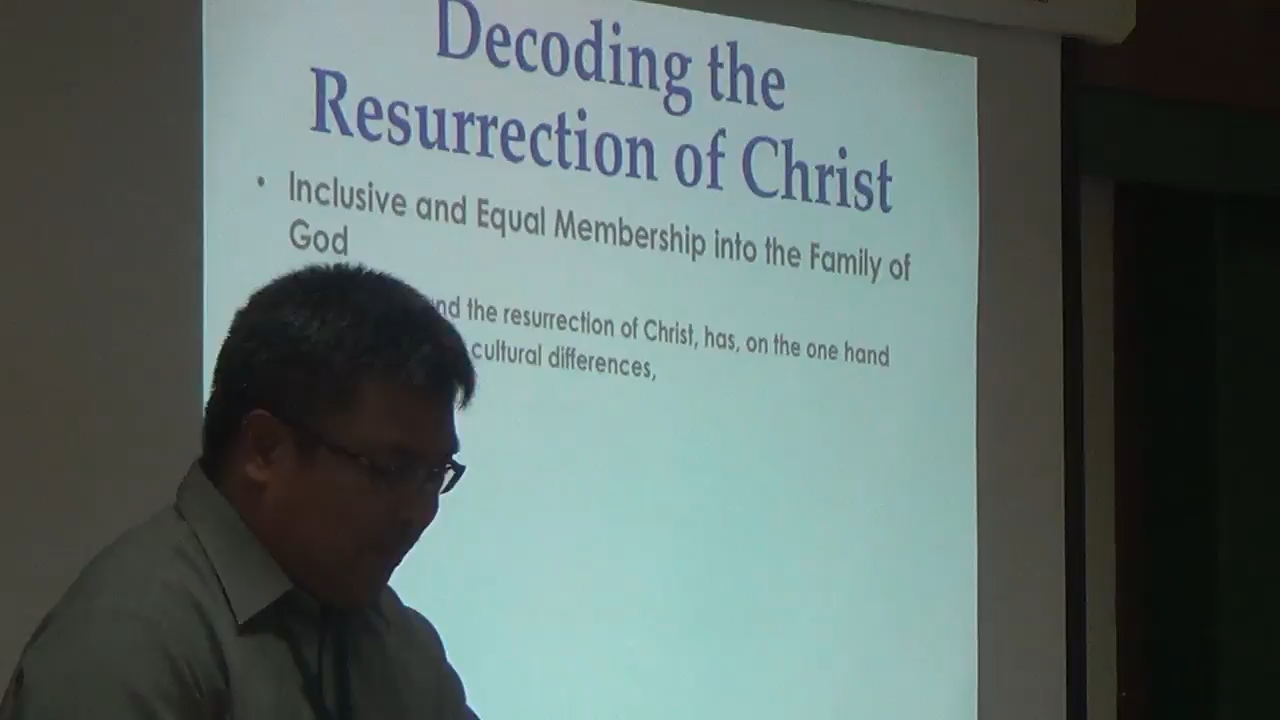 Decoding the
Resurrection of Christ
• Inclusive and Equal Membership into the Family of
God
the resurrection of Christ, has, on the one hand
cultural differences,